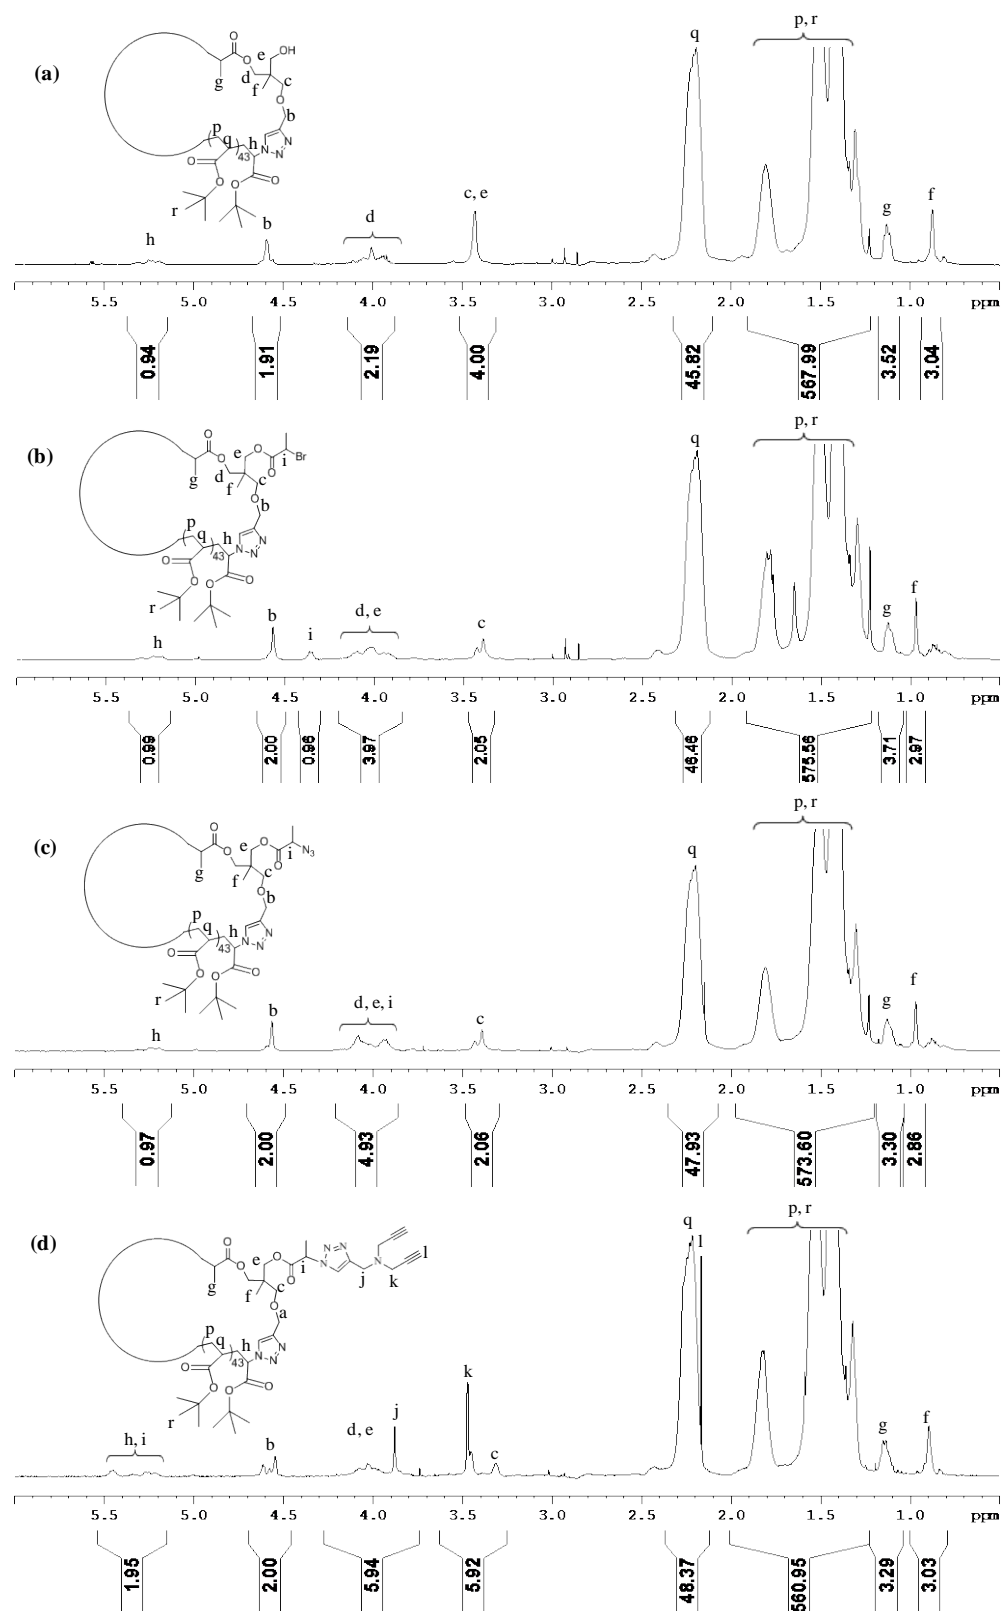 (a)
O
OH
O
e
d
c
g
f
O
b
p
q
h
43
N
N
N
O
O
O
O
r
h
b
d
c, e
q
p, r
g
f
5.5 5.0 4.5 4.0 3.5 3.0 2.5 2.0 1.5 1.0 ppm
0.94 1.91 2.19 4.00 45.82 567.99 3.52 3.04
(b)
O
O
e
O
i
Br
O
d
g
f
c
O
b
p
q
h
43
N
N
N
O
O
O
O
r
h
b
i
d, e
c
q
p, r
g
f
5.5 5.0 4.5 4.0 3.5 3.0 2.5 2.0 1.5 1.0 ppm
0.99 2.00 0.96 3.97 2.05 46.46 575.56 3.71 2.97
(c)
O
O
e
O
i
N3
O
g
f
c
O
b
p
q
h
43
N
N
N
O
O
O
O
r
h
b
d, e, i
c
q
p, r
g
f
5.5 5.0 4.5 4.0 3.5 3.0 2.5 2.0 1.5 1.0 ppm
0.97 2.00 4.93 2.06 47.93 573.60 3.30 2.86
(d)
O
O
e
O
i
O
N
N
N
j
N
k
l
g
f
c
O
a
p
q
h
43
N
N
N
O
O
O
O
r
h, i
b
d, e
j
k
c
q
l
p, r
g
f
5.5 5.0 4.5 4.0 3.5 3.0 2.5 2.0 1.5 1.0 ppm
1.95 2.00 5.94 5.92 48.37 560.95 3.29 3.03